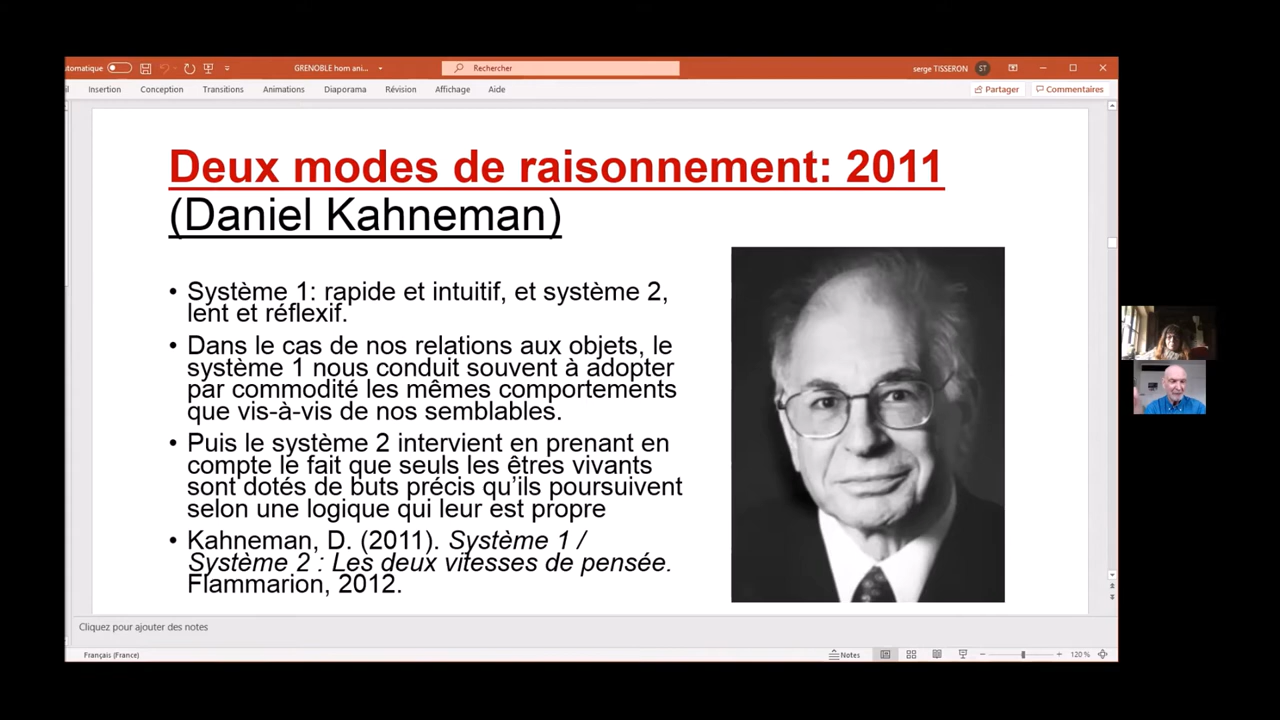 utomatique
GRENOBLE hom ani...
Rechercher
serge TISSERON
ST
Insertion
Conception
Transitions
Animations
Diaporama
Révision
Affichage
Aide
Partager
Commentaires
Deux modes de raisonnement: 2011
(Daniel Kahneman)
• Système 1: rapide et intuitif, et système 2,
lent et réflexif.
• Dans le cas de nos relations aux objets, le
système 1 nous conduit souvent à adopter
par commodité les mêmes comportements
que vis-à-vis de nos semblables.
• Puis le système 2 intervient en prenant en
compte le fait que seuls les êtres vivants
sont dotés de buts précis qu’ils poursuivent
selon une logique qui leur est propre
• Kahneman, D. (2011). Système 1 /
Système 2 : Les deux vitesses de pensée.
Flammarion, 2012.
Cliquez pour ajouter des notes
Français (France)
Notes
120 %